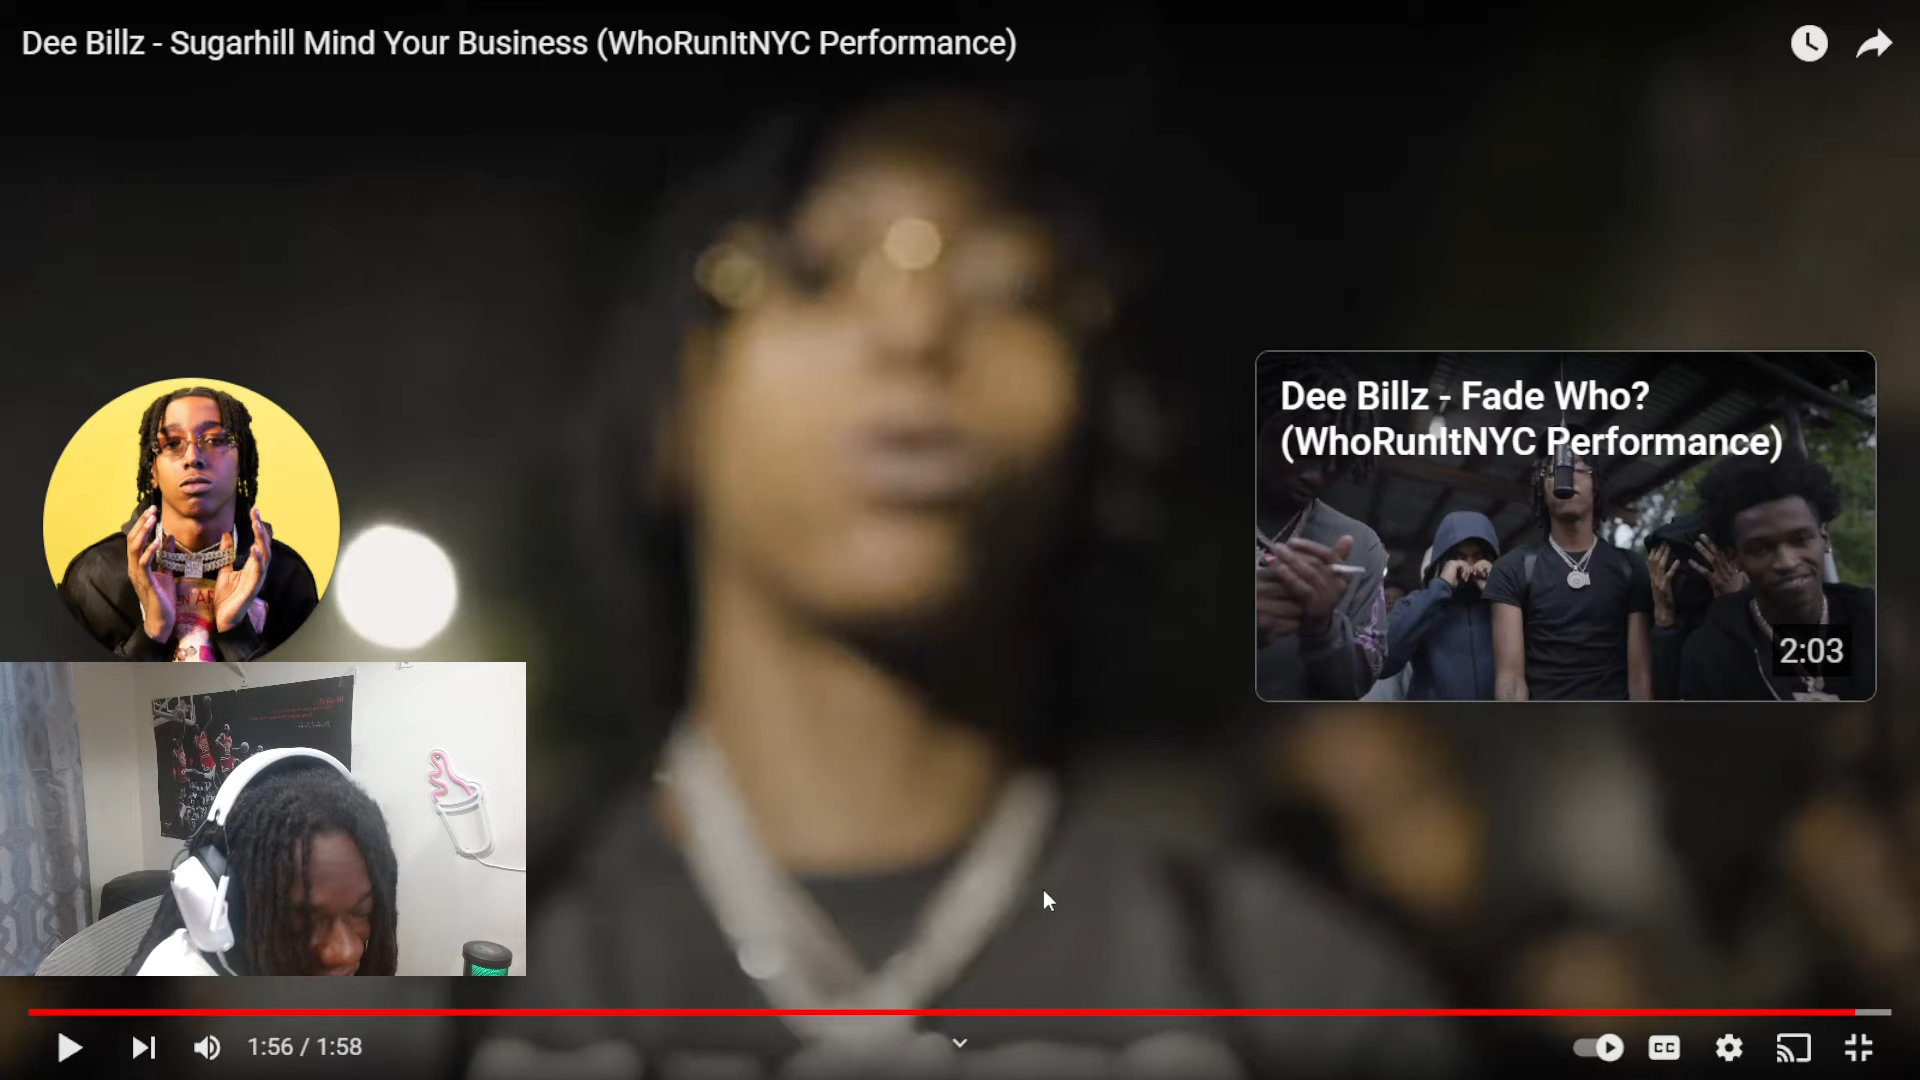 Dee Billz - Sugarhill Mind Your Business (WhoRunItNYC Performance)
Dee Billz - Fade Who?
(WhoRunItNYC Performance)
2:03
1:56 / 1:58
CC